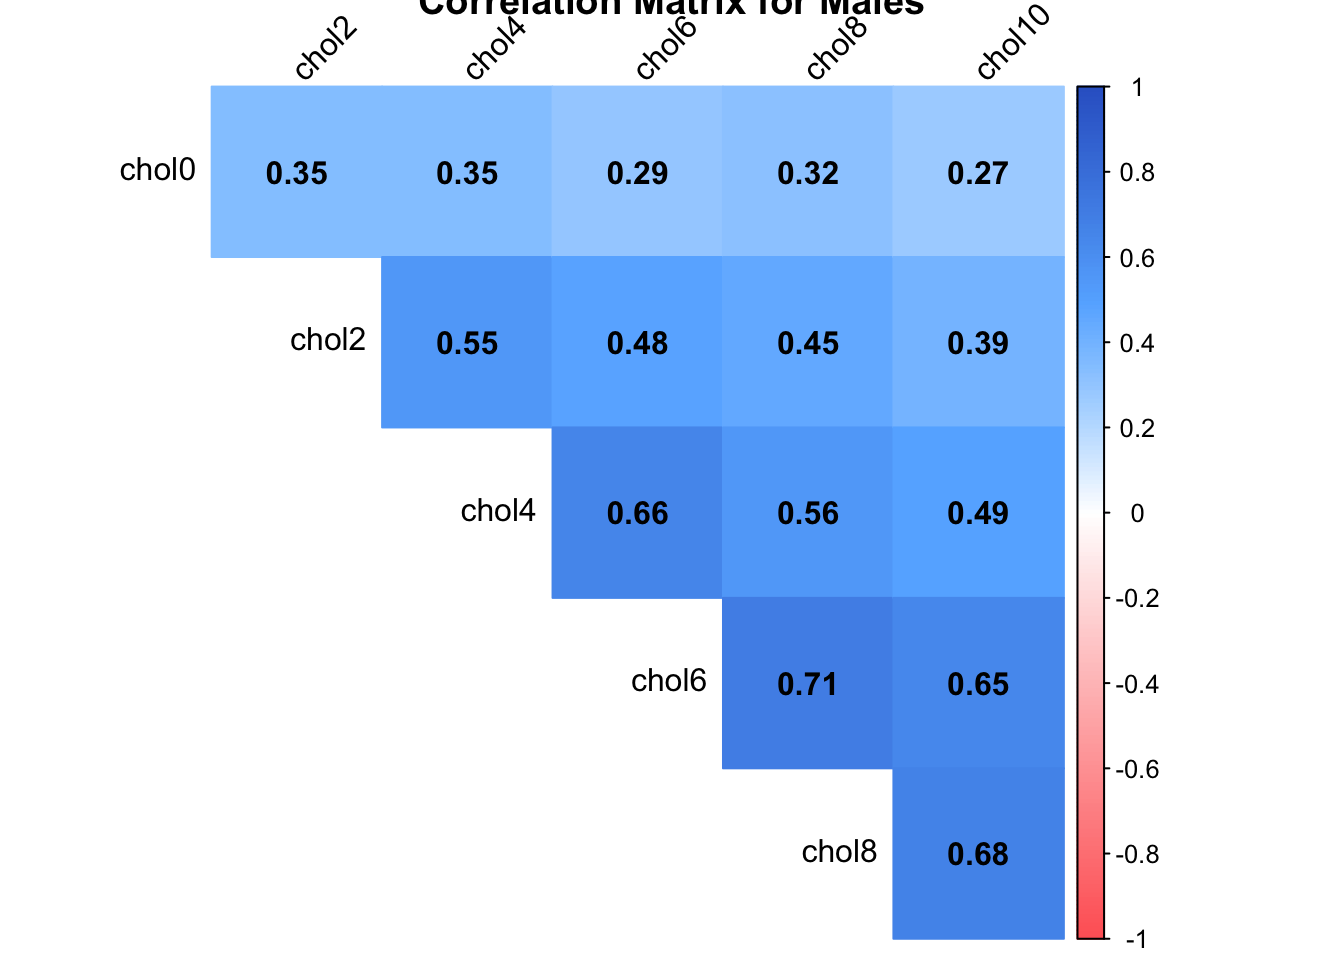 Correlation Matrix for Males
chol2 chol4 chol6 chol8 chol10
chol0 0.35 0.35 0.29 0.32 0.27
chol2 0.55 0.48 0.45 0.39
chol4 0.66 0.56 0.49
chol6 0.71 0.65
chol8 0.68
1
0.8
0.6
0.4
0.2
0
-0.2
-0.4
-0.6
-0.8
-1